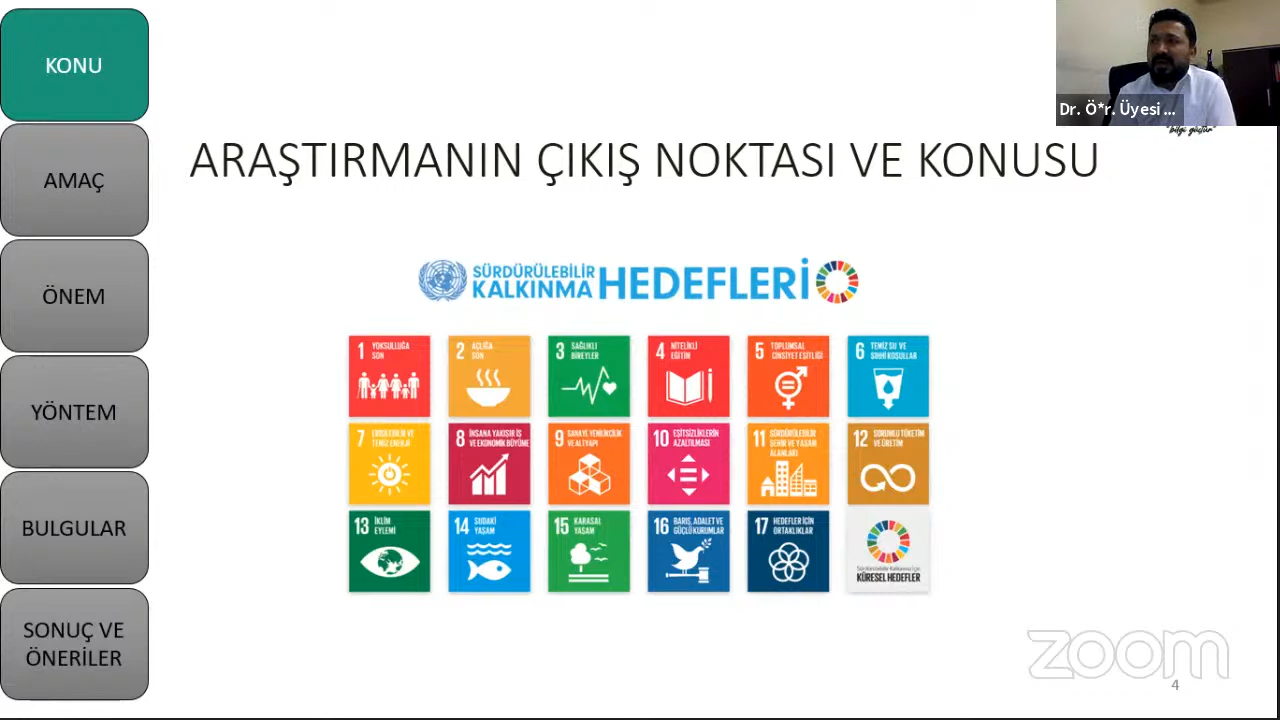 KONU
AMAÇ
ÖNEM
YÖNTEM
BULGULAR
SONUÇ VE
ÖNERİLER
Dr. Ö*r. Üyesi ...
"bilgi güçtür"
ARAŞTIRMANIN ÇIKIŞ NOKTASI VE KONUSU
SÜRDÜRÜLEBİLİR
KALKINMA
HEDEFLERİ
1 YOKSULLUĞA
SON
2 AÇLIĞA
SON
3 SAĞLIKLI
BİREYLER
4 NİTELİKLİ
EĞİTİM
5 TOPLUMSAL
CİNSİYET EŞİTLİĞİ
6 TEMİZ SU VE
SIHHİ KOŞULLAR
7 ERİŞİLEBİLİR VE
TEMİZ ENERJİ
8 İNSANA YAKIŞIR İŞ
VE EKONOMİK BÜYÜME
9 SANAYİ YENİLİKÇİLİK
VE ALTYAPI
10 EŞİTSİZLİKLERİN
AZALTILMASI
11 SÜRDÜRÜLEBİLİR
ŞEHİR VE YAŞAM
ALANLARI
12 SORUMLU TÜKETİM
VE ÜRETİM
13 İKLİM
EYLEMİ
14 SUDAKİ
YAŞAM
15 KARASAL
YAŞAM
16 BARIŞ, ADALET VE
GÜÇLÜ KURUMLAR
17 HEDEFLER İÇİN
ORTAKLIKLAR
Sürdürülebilir Kalkınma İçin
KÜRESEL HEDEFLER
zoom
4